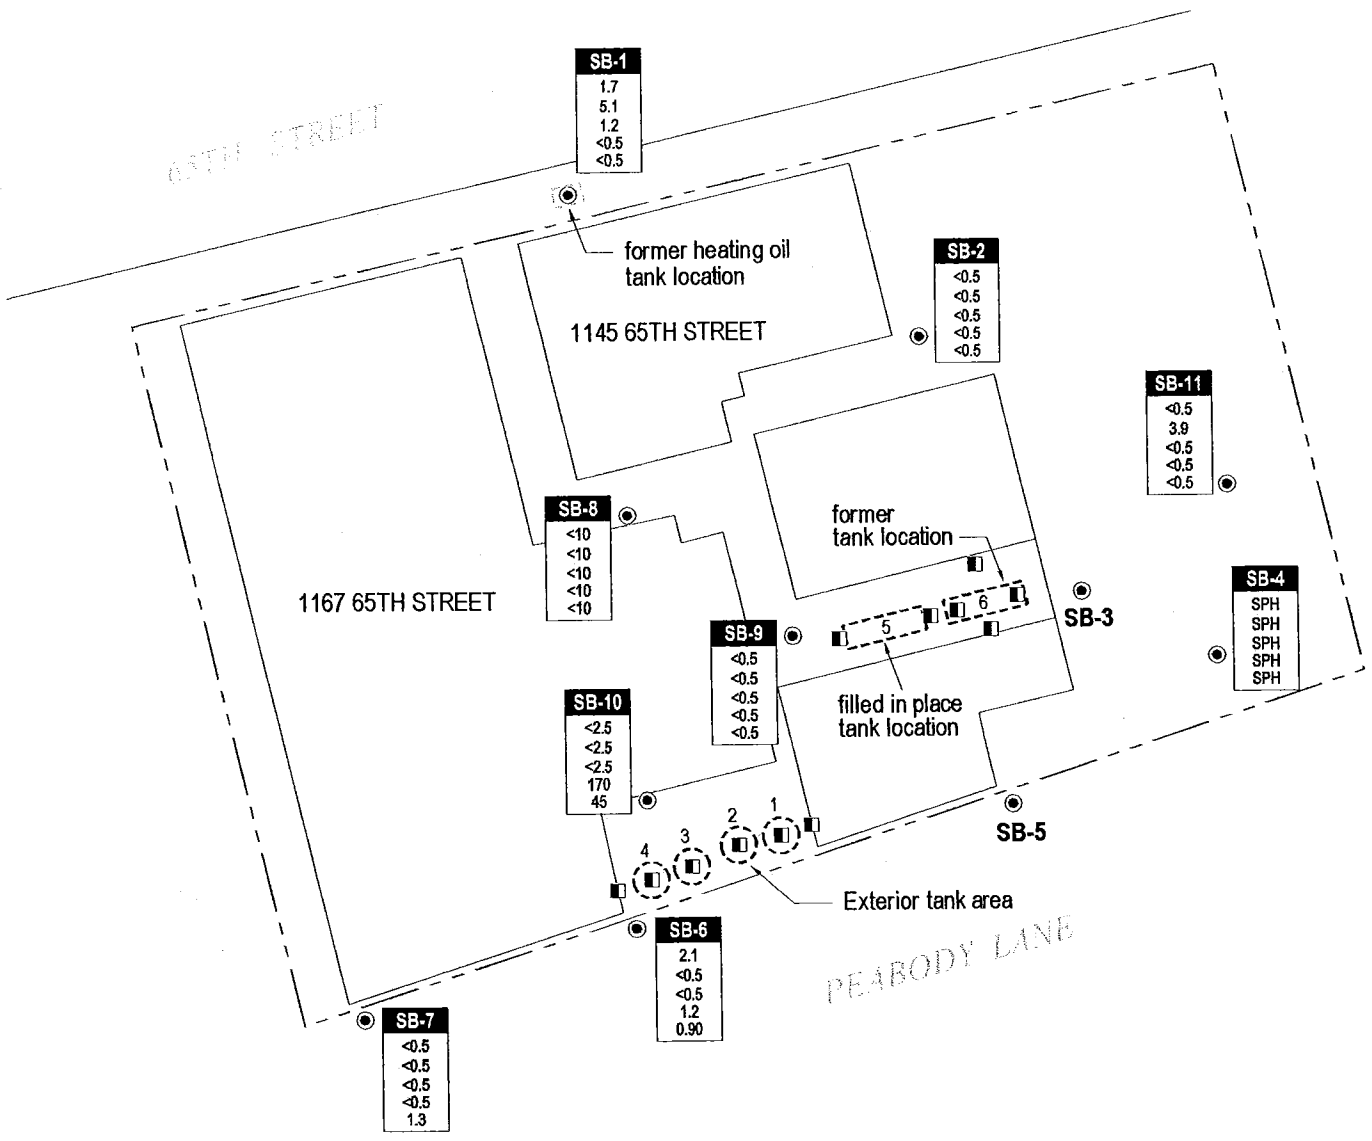 SB-1
1.7
5.1
1.2
<0.5
<0.5
65TH STREET
former heating oil
tank location
1145 65TH STREET
SB-2
<0.5
<0.5
<0.5
<0.5
<0.5
SB-11
<0.5
3.9
<0.5
<0.5
<0.5
SB-8
<10
<10
<10
<10
<10
former
tank location
1167 65TH STREET
SB-4
SPH
SPH
SPH
SPH
SPH
6
SB-3
5
SB-9
<0.5
<0.5
<0.5
<0.5
<0.5
filled in place
tank location
SB-10
<2.5
<2.5
<2.5
170
45
1
2
3
4
SB-5
Exterior tank area
SB-6
2.1
<0.5
<0.5
1.2
0.90
PEABODY LANE
SB-7
<0.5
<0.5
<0.5
<0.5
1.3